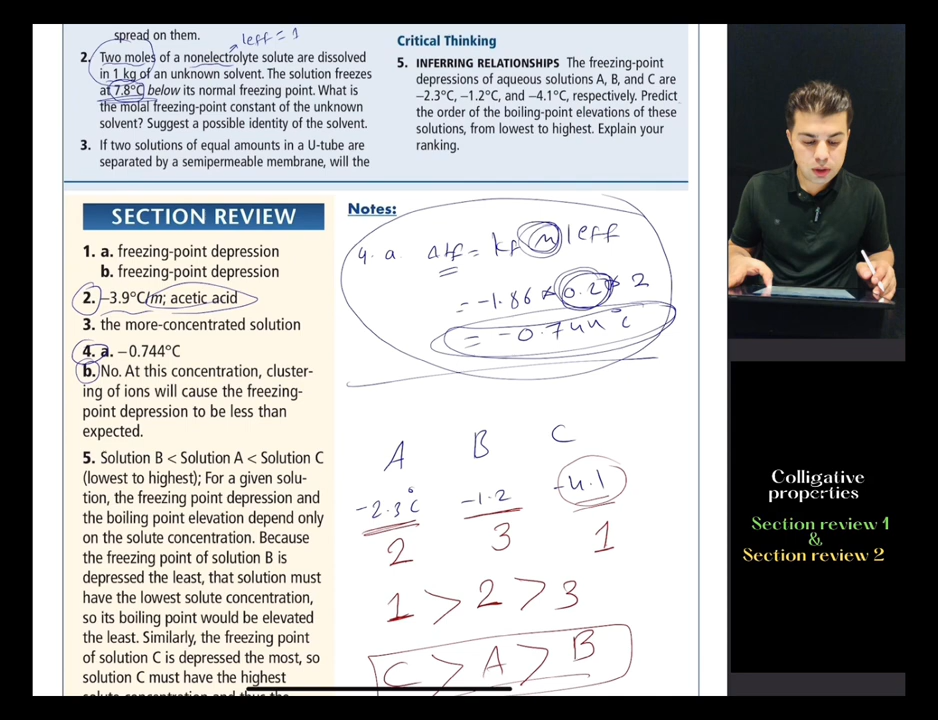 spread on them.
ieff = 1
2. Two moles of a nonelectrolyte solute are dissolved
in 1 kg of an unknown solvent. The solution freezes
at 7.8°C below its normal freezing point. What is
the molal freezing-point constant of the unknown
solvent? Suggest a possible identity of the solvent.
3. If two solutions of equal amounts in a U-tube are
separated by a semipermeable membrane, will the
Critical Thinking
5. INFERRING RELATIONSHIPS The freezing-point
depressions of aqueous solutions A, B, and C are
−2.3°C, −1.2°C, and −4.1°C, respectively. Predict
the order of the boiling-point elevations of these
solutions, from lowest to highest. Explain your
ranking.
SECTION REVIEW
1. a. freezing-point depression
b. freezing-point depression
2. −3.9°C/m; acetic acid
3. the more-concentrated solution
4. a. −0.744°C
b. No. At this concentration, cluster-
ing of ions will cause the freezing-
point depression to be less than
expected.
5. Solution B < Solution A < Solution C
(lowest to highest); For a given solu-
tion, the freezing point depression and
the boiling point elevation depend only
on the solute concentration. Because
the freezing point of solution B is
depressed the least, that solution must
have the lowest solute concentration,
so its boiling point would be elevated
the least. Similarly, the freezing point
of solution C is depressed the most, so
solution C must have the highest
Notes:
4. a. Δtf = kf m ieff
= -1.86 * 0.2 * 2
= -0.744°C
A B C
-2.3°C -1.2 -4.1
2 3 1
1 > 2 > 3
C > A > B
Colligative
properties
Section review 1
&
Section review 2